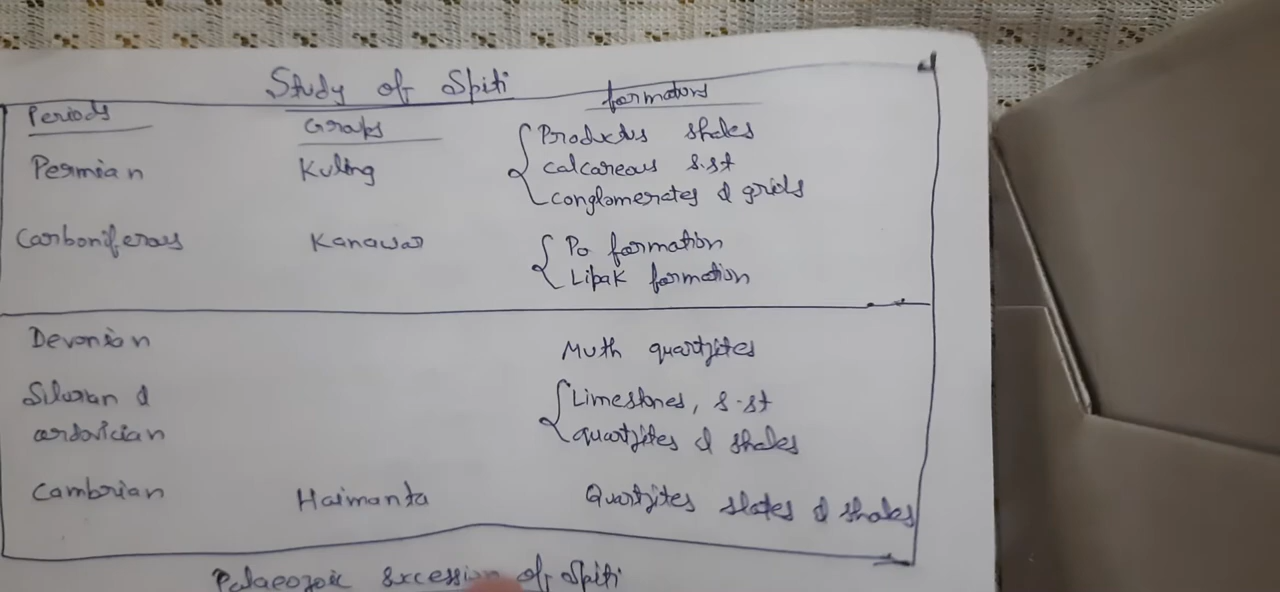 Study of Spiti
Periods Groups formations
Permian Kuling Productus shales
calcareous s.st
conglomerates & grids
Carboniferous Kanawar Po formation
Lipak formation
Devonian Muth quartzites
Silurian & Limestones, s.st
ordovician quartzites & shales
Cambrian Haimanta Quartzites slates & shales
Palaeozoic succession of Spiti